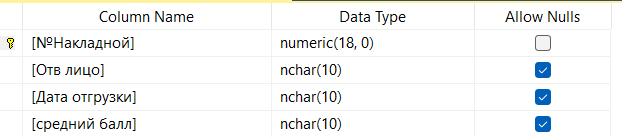 Column Name Data Type Allow Nulls
[№Накладной] numeric(18, 0)
[Отв лицо] nchar(10)
[Дата отгрузки] nchar(10)
[средний балл] nchar(10)